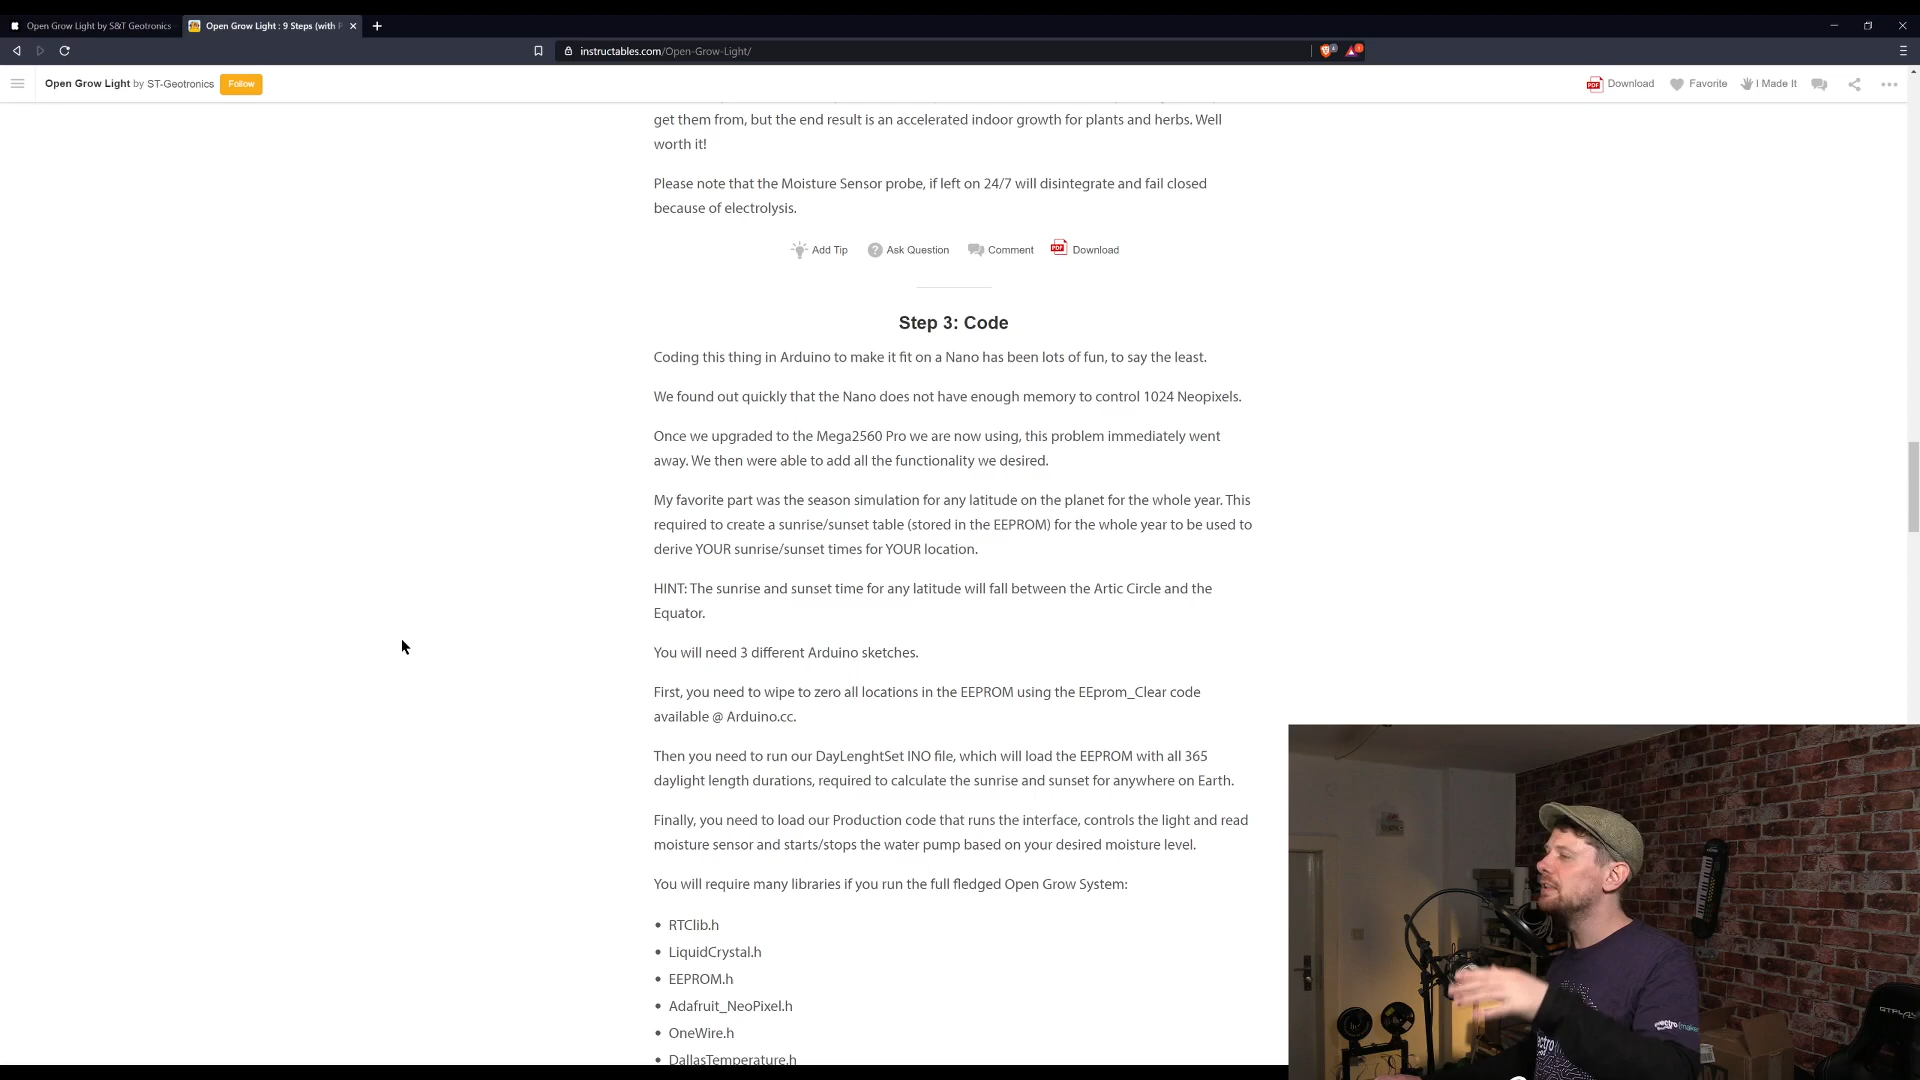 Open Grow Light by S&T Geotronics
Open Grow Light : 9 Steps (with P
instructables.com/Open-Grow-Light/
4
1
Open Grow Light by ST-Geotronics
Follow
PDF Download
Favorite
I Made It
get them from, but the end result is an accelerated indoor growth for plants and herbs. Well
worth it!
Please note that the Moisture Sensor probe, if left on 24/7 will disintegrate and fail closed
because of electrolysis.
Add Tip
Ask Question
Comment
PDF Download
Step 3: Code
Coding this thing in Arduino to make it fit on a Nano has been lots of fun, to say the least.
We found out quickly that the Nano does not have enough memory to control 1024 Neopixels.
Once we upgraded to the Mega2560 Pro we are now using, this problem immediately went
away. We then were able to add all the functionality we desired.
My favorite part was the season simulation for any latitude on the planet for the whole year. This
required to create a sunrise/sunset table (stored in the EEPROM) for the whole year to be used to
derive YOUR sunrise/sunset times for YOUR location.
HINT: The sunrise and sunset time for any latitude will fall between the Artic Circle and the
Equator.
You will need 3 different Arduino sketches.
First, you need to wipe to zero all locations in the EEPROM using the EEprom_Clear code
available @ Arduino.cc.
Then you need to run our DayLenghtSet INO file, which will load the EEPROM with all 365
daylight length durations, required to calculate the sunrise and sunset for anywhere on Earth.
Finally, you need to load our Production code that runs the interface, controls the light and read
moisture sensor and starts/stops the water pump based on your desired moisture level.
You will require many libraries if you run the full fledged Open Grow System:
• RTClib.h
• LiquidCrystal.h
• EEPROM.h
• Adafruit_NeoPixel.h
• OneWire.h
• DallasTemperature.h